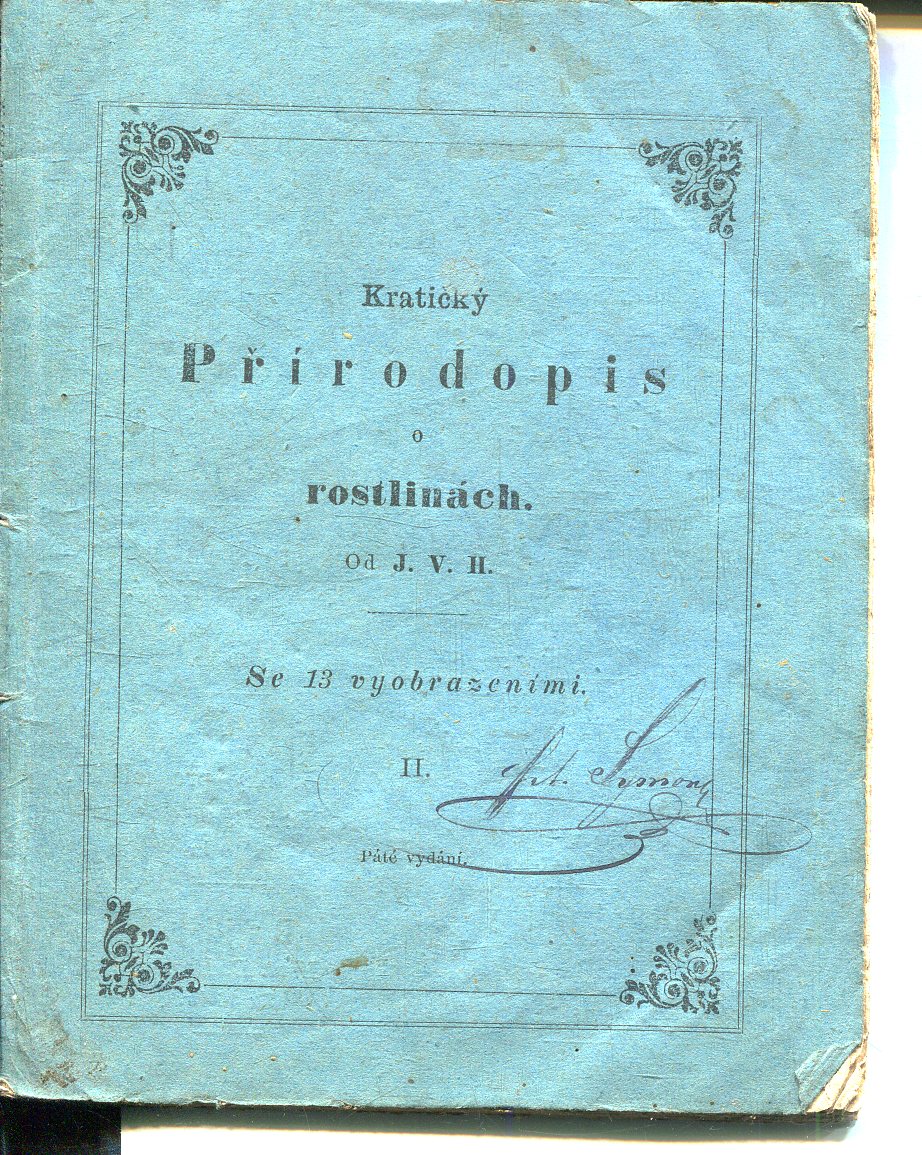 Kratičký
Přírodopis
o
rostlinách.
Od J. V. H.
Se 13 vyobrazeními.
II.
Páté vydání.